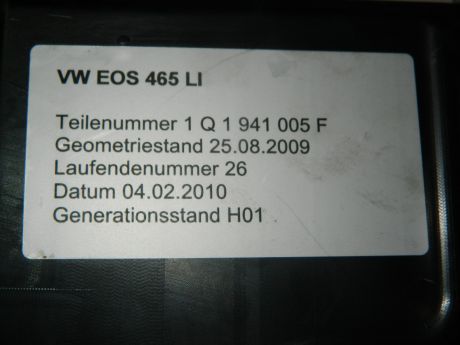 VW EOS 465 LI
Teilenummer 1 Q 1 941 005 F
Geometriestand 25.08.2009
Laufendenummer 26
Datum 04.02.2010
Generationsstand H01